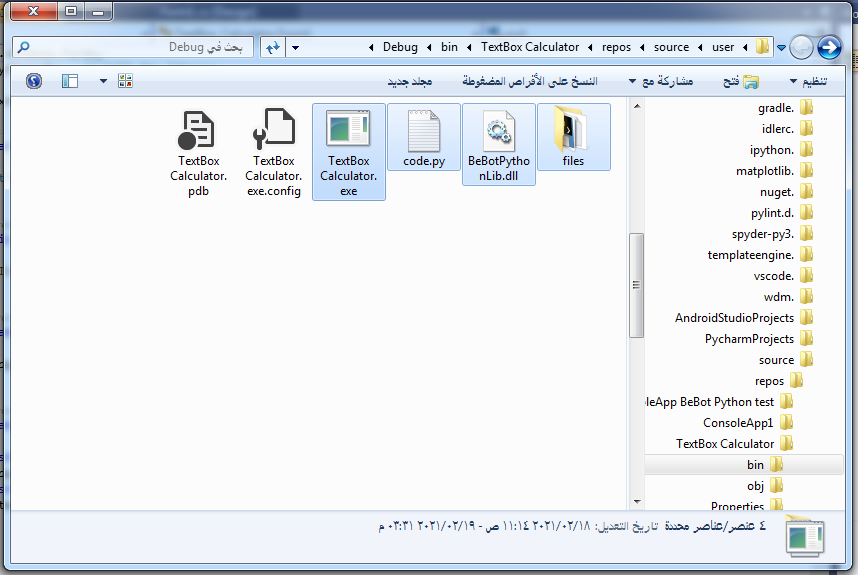 user ◂ source ◂ repos ◂ TextBox Calculator ◂ bin ◂ Debug ◂
بحث في Debug
تنظيم ▾ فتح مشاركة مع ▾ النسخ على الأقراص المضغوطة مجلد جديد
.gradle
.idlerc
.ipython
.matplotlib
.nuget
.pylint.d
.spyder-py3
.templateengine
.vscode
.wdm
AndroidStudioProjects
PycharmProjects
source
repos
leApp BeBot Python test
ConsoleApp1
TextBox Calculator
bin
obj
Properties
files
BeBotPytho
nLib.dll
code.py
TextBox
Calculator.
exe
TextBox
Calculator.
exe.config
TextBox
Calculator.
pdb
٤ عنصر/عناصر محددة تاريخ التعديل: ٢٠٢١/٠٢/١٨ ١١:١٤ ص - ٢٠٢١/٠٢/١٩ ٠٣:٣١ م